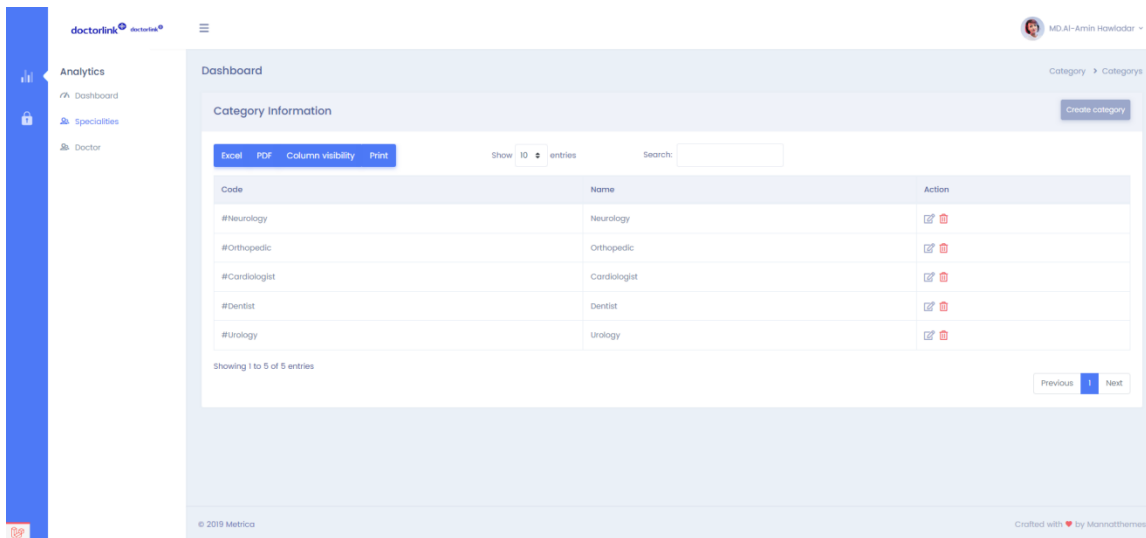 doctorlink doctorlink
MD.Al-Amin Hawladar
Analytics
Dashboard
Specialities
Doctor
Dashboard
Category > Categorys
Category Information
Create category
Excel PDF Column visibility Print
Show 10 entries
Search:
Code Name Action
#Neurology Neurology
#Orthopedic Orthopedic
#Cardiologist Cardiologist
#Dentist Dentist
#Urology Urology
Showing 1 to 5 of 5 entries
Previous 1 Next
© 2019 Metrica
Crafted with ♥ by Mannatthemes